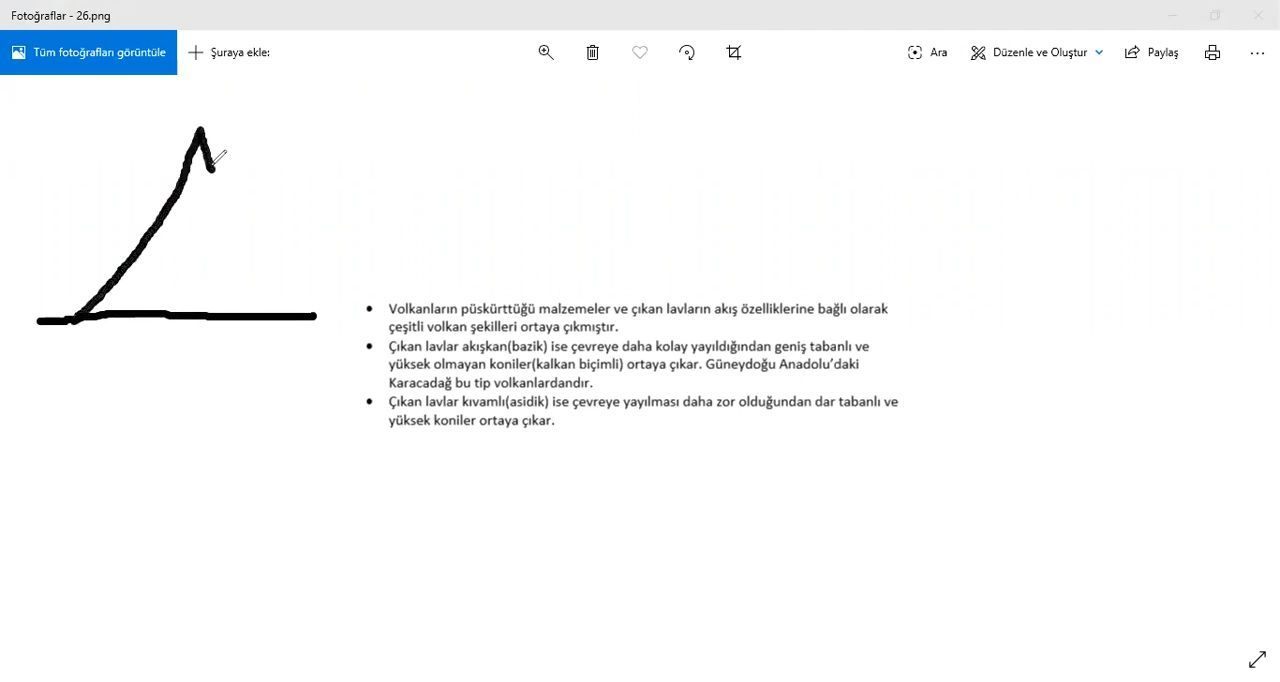 Fotoğraflar - 26.png
Tüm fotoğrafları görüntüle
Şuraya ekle:
Ara
Düzenle ve Oluştur
Paylaş
• Volkanların püskürttüğü malzemeler ve çıkan lavların akış özelliklerine bağlı olarak
çeşitli volkan şekilleri ortaya çıkmıştır.
• Çıkan lavlar akışkan(bazik) ise çevreye daha kolay yayıldığından geniş tabanlı ve
yüksek olmayan koniler(kalkan biçimli) ortaya çıkar. Güneydoğu Anadolu’daki
Karacadağ bu tip volkanlardandır.
• Çıkan lavlar kıvamlı(asidik) ise çevreye yayılması daha zor olduğundan dar tabanlı ve
yüksek koniler ortaya çıkar.